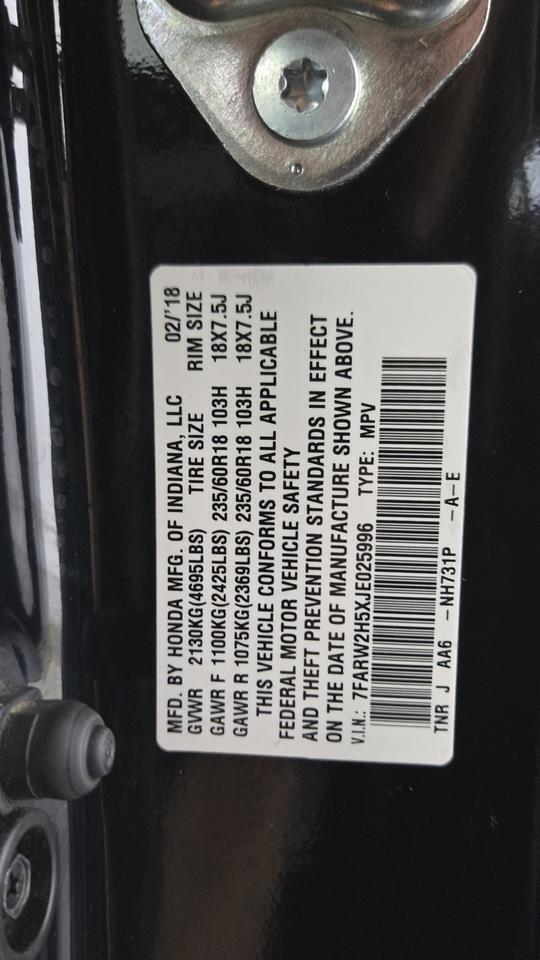 MFD. BY HONDA MFG. OF INDIANA, LLC 02/'18
GVWR 2130KG(4695LBS) TIRE SIZE RIM SIZE
GAWR F 1100KG(2425LBS) 235/60R18 103H 18X7.5J
GAWR R 1075KG(2369LBS) 235/60R18 103H 18X7.5J
THIS VEHICLE CONFORMS TO ALL APPLICABLE
FEDERAL MOTOR VEHICLE SAFETY
AND THEFT PREVENTION STANDARDS IN EFFECT
ON THE DATE OF MANUFACTURE SHOWN ABOVE.
V.I.N.: 7FARW2H5XJE025996 TYPE: MPV
TNR J AA6 -NH731P -A-E